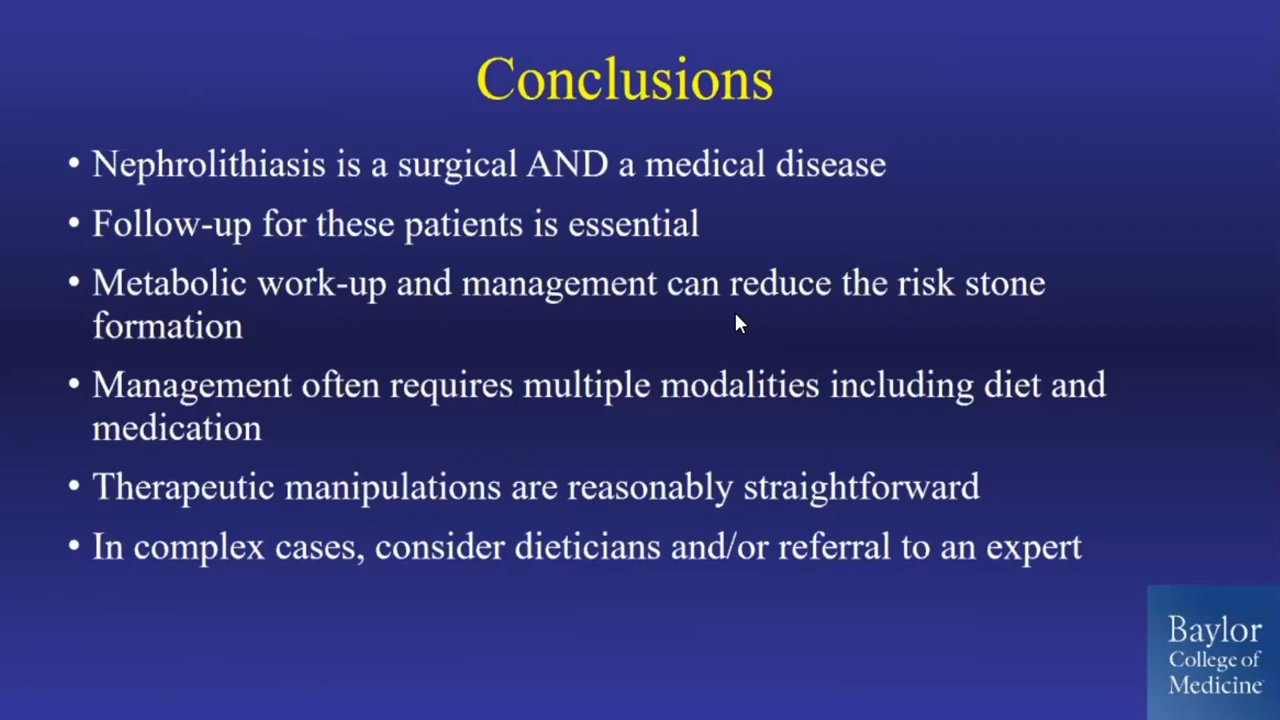 Conclusions
• Nephrolithiasis is a surgical AND a medical disease
• Follow-up for these patients is essential
• Metabolic work-up and management can reduce the risk stone
formation
• Management often requires multiple modalities including diet and
medication
• Therapeutic manipulations are reasonably straightforward
• In complex cases, consider dieticians and/or referral to an expert
Baylor
College of
Medicine